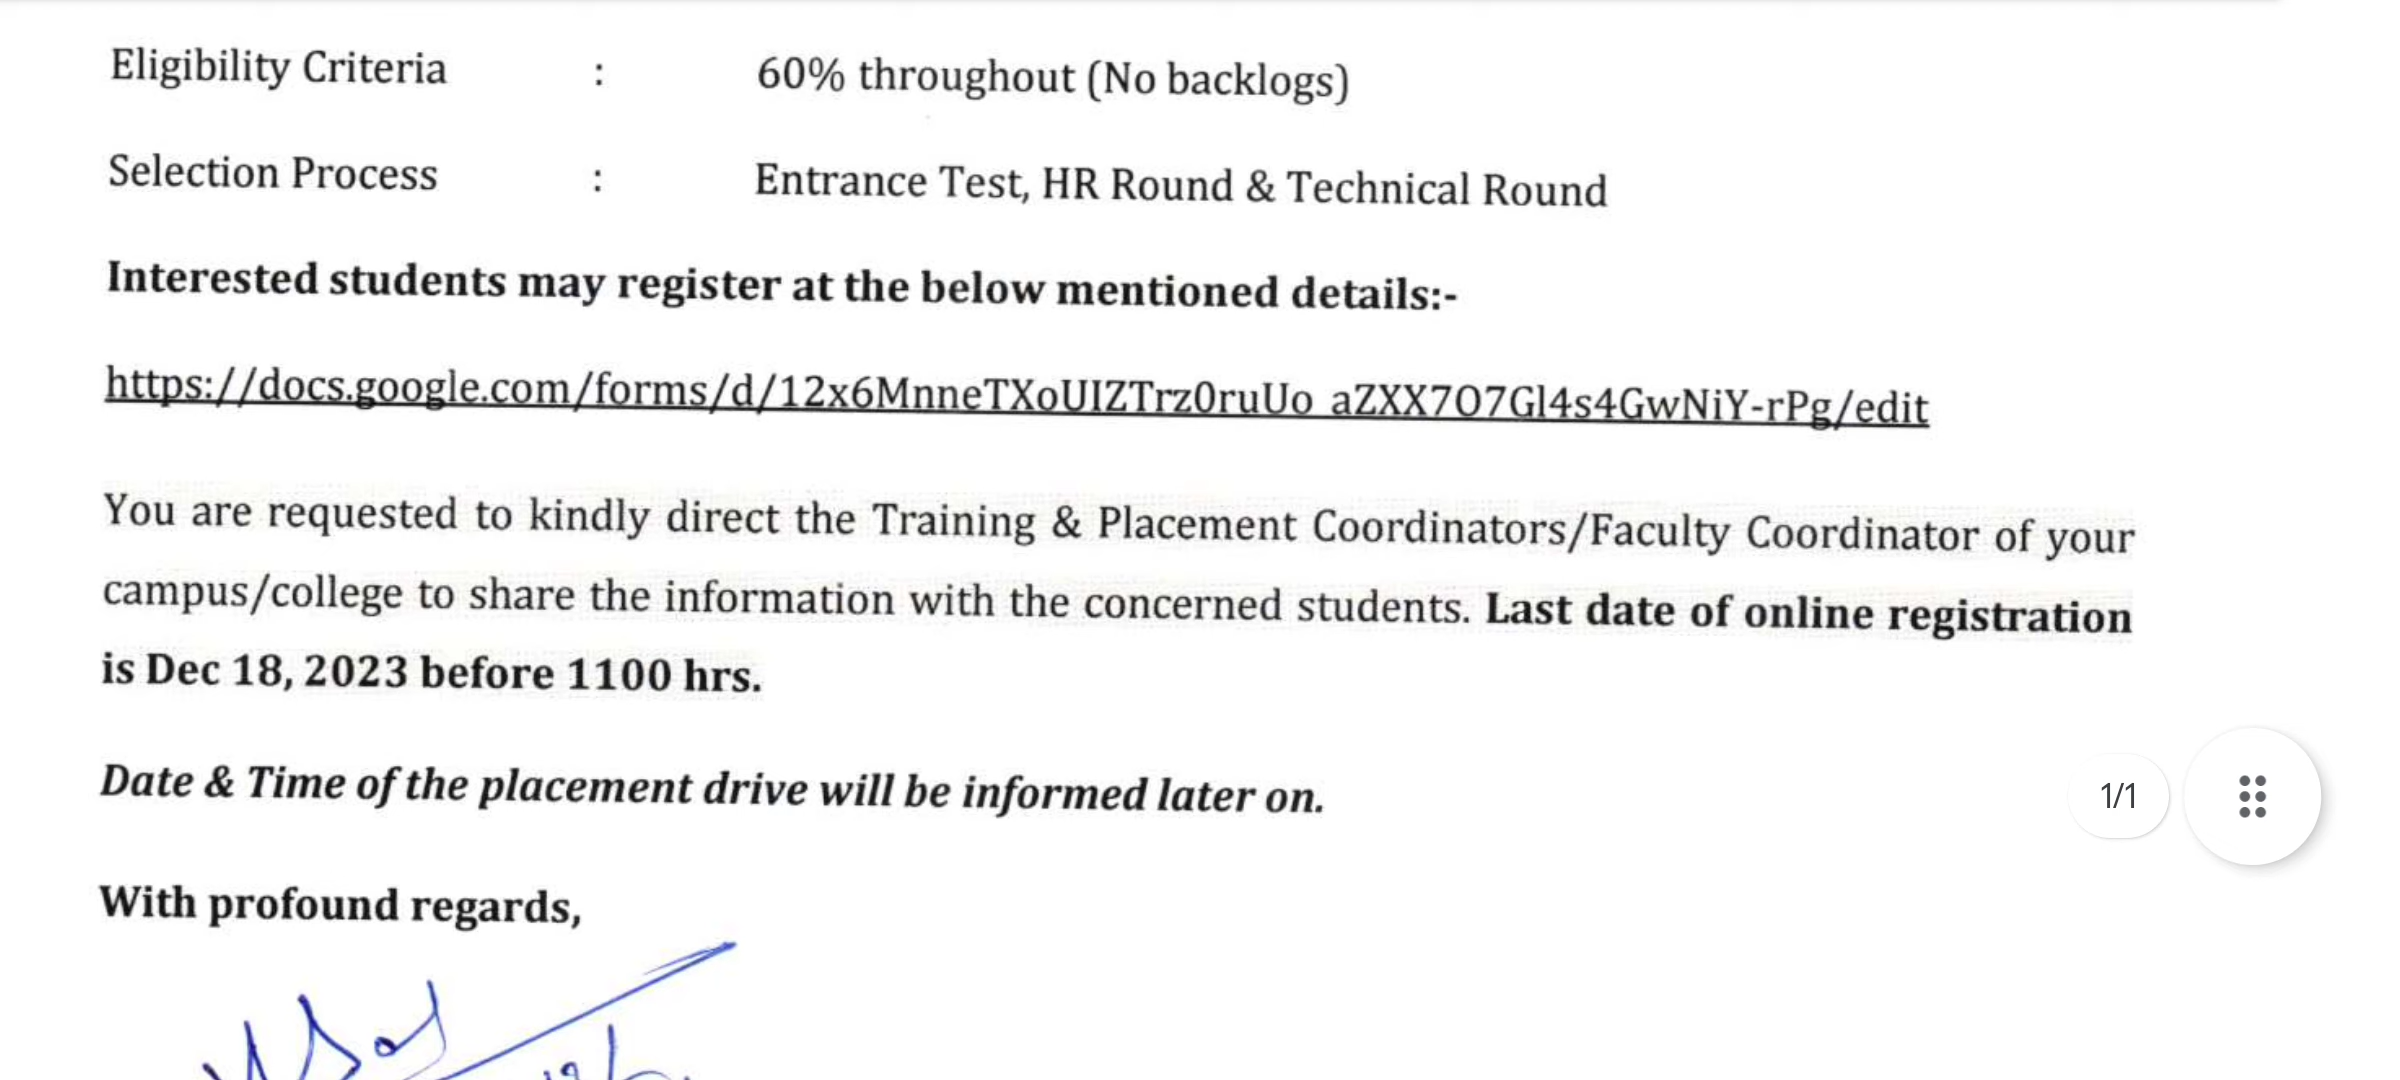 Eligibility Criteria : 60% throughout (No backlogs)
Selection Process : Entrance Test, HR Round & Technical Round
Interested students may register at the below mentioned details:-
https://docs.google.com/forms/d/12x6MnneTXoUIZTrz0ruUo_aZXX7O7Gl4s4GwNiY-rPg/edit
You are requested to kindly direct the Training & Placement Coordinators/Faculty Coordinator of your
campus/college to share the information with the concerned students. Last date of online registration
is Dec 18, 2023 before 1100 hrs.
Date & Time of the placement drive will be informed later on.
1/1
With profound regards,